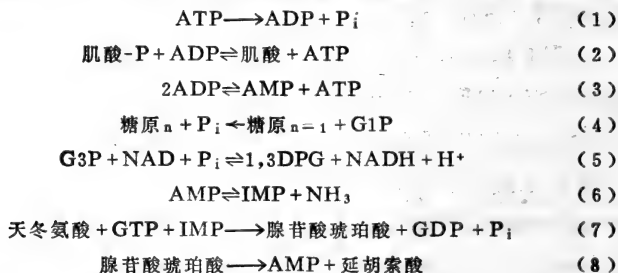 ATP⟶ADP + Pᵢ (1)
肌酸-P + ADP⇌肌酸 + ATP (2)
2ADP⇌AMP + ATP (3)
糖原ₙ + Pᵢ ←糖原ₙ₌₁ + G1P (4)
G3P + NAD + Pᵢ ⇌1,3DPG + NADH + H⁺ (5)
AMP⇌IMP + NH₃ (6)
天冬氨酸 + GTP + IMP⟶腺苷酸琥珀酸 + GDP + Pᵢ (7)
腺苷酸琥珀酸⟶AMP + 延胡索酸 (8)